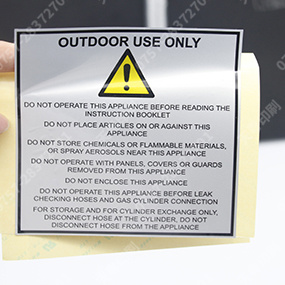 OUTDOOR USE ONLY
DO NOT OPERATE THIS APPLIANCE BEFORE READING THE
INSTRUCTION BOOKLET
DO NOT PLACE ARTICLES ON OR AGAINST THIS
APPLIANCE
DO NOT STORE CHEMICALS OR FLAMMABLE MATERIALS,
OR SPRAY AEROSOLS NEAR THIS APPLIANCE
DO NOT OPERATE WITH PANELS, COVERS OR GUARDS
REMOVED FROM THIS APPLIANCE
DO NOT ENCLOSE THIS APPLIANCE
DO NOT OPERATE THIS APPLIANCE BEFORE LEAK
CHECKING HOSES AND GAS CYLINDER CONNECTION
FOR STORAGE AND FOR CYLINDER EXCHANGE ONLY,
DISCONNECT HOSE AT THE CYLINDER, DO NOT
DISCONNECT HOSE FROM THE APPLIANCE